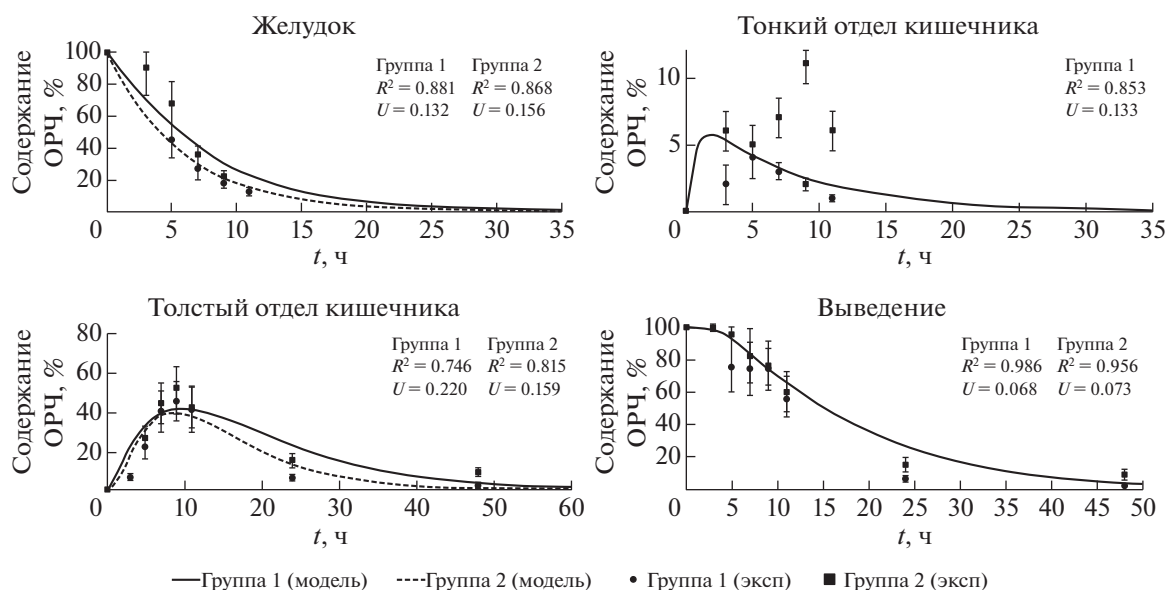 Желудок
Содержание
ОРЧ, %
100
80
60
40
20
0
5
10
15
20
25
30
35
t, ч
Группа 1 Группа 2
R² = 0.881 R² = 0.868
U = 0.132 U = 0.156
Тонкий отдел кишечника
Содержание
ОРЧ, %
10
5
0
5
10
15
20
25
30
35
t, ч
Группа 1
R² = 0.853
U = 0.133
Толстый отдел кишечника
Содержание
ОРЧ, %
80
60
40
20
0
10
20
30
40
50
60
t, ч
Группа 1 Группа 2
R² = 0.746 R² = 0.815
U = 0.220 U = 0.159
Выведение
Содержание
ОРЧ, %
100
80
60
40
20
0
5
10
15
20
25
30
35
40
45
50
t, ч
Группа 1 Группа 2
R² = 0.986 R² = 0.956
U = 0.068 U = 0.073
Группа 1 (модель) Группа 2 (модель) Группа 1 (эксп) Группа 2 (эксп)